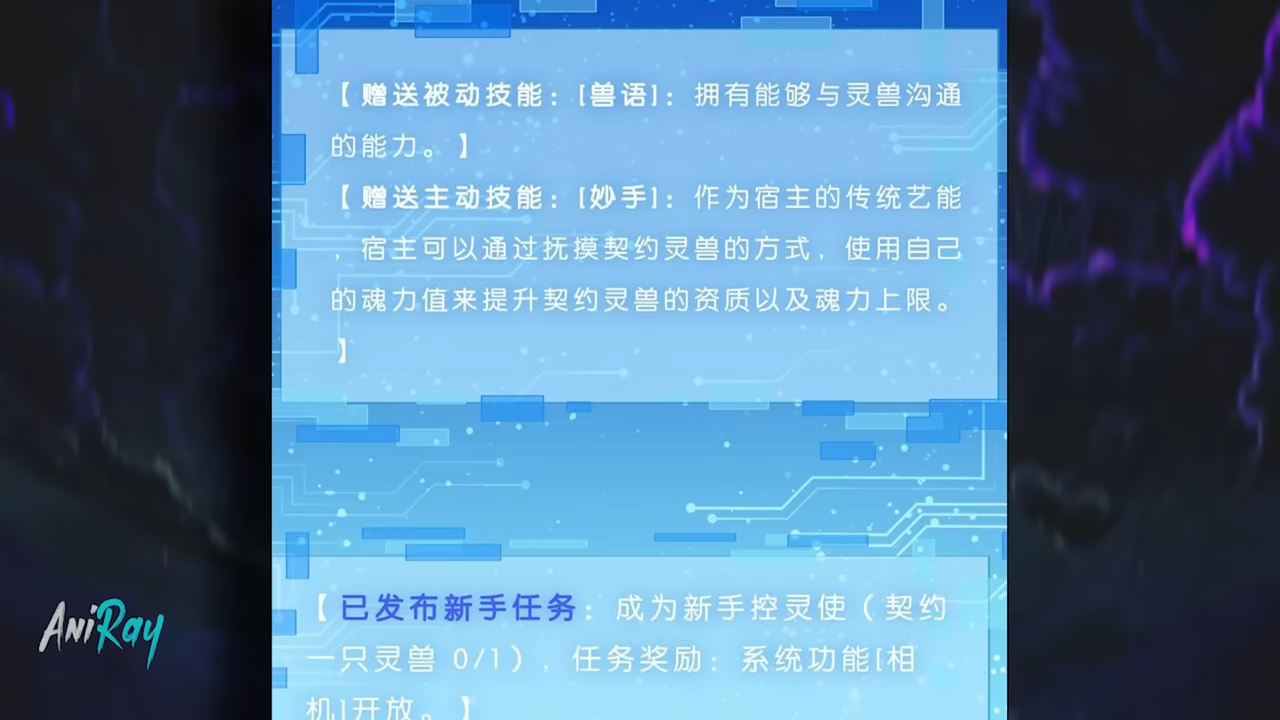 【赠送被动技能：[兽语]：拥有能够与灵兽沟通
的能力。】
【赠送主动技能：[妙手]：作为宿主的传统艺能
，宿主可以通过抚摸契约灵兽的方式，使用自己
的魂力值来提升契约灵兽的资质以及魂力上限。
】
【已发布新手任务：成为新手控灵使（契约
一只灵兽 0/1），任务奖励：系统功能[相
机]开放。】
AniRay